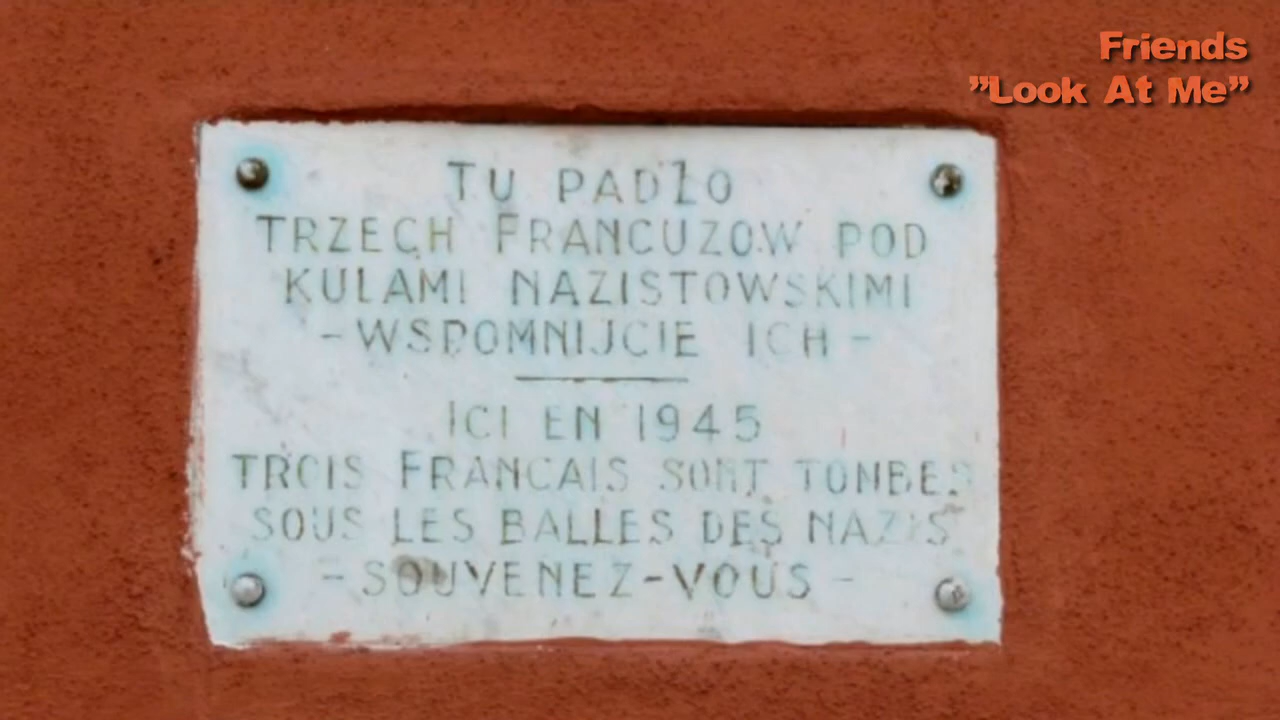 Friends
”Look At Me”
TU PADŁO
TRZECH FRANCUZOW POD
KULAMI NAZISTOWSKIMI
-WSPOMNIJCIE ICH-
ICI EN 1945
TROIS FRANCAIS SONT TONBES
SOUS LES BALLES DES NAZIS
-SOUVENEZ-VOUS-